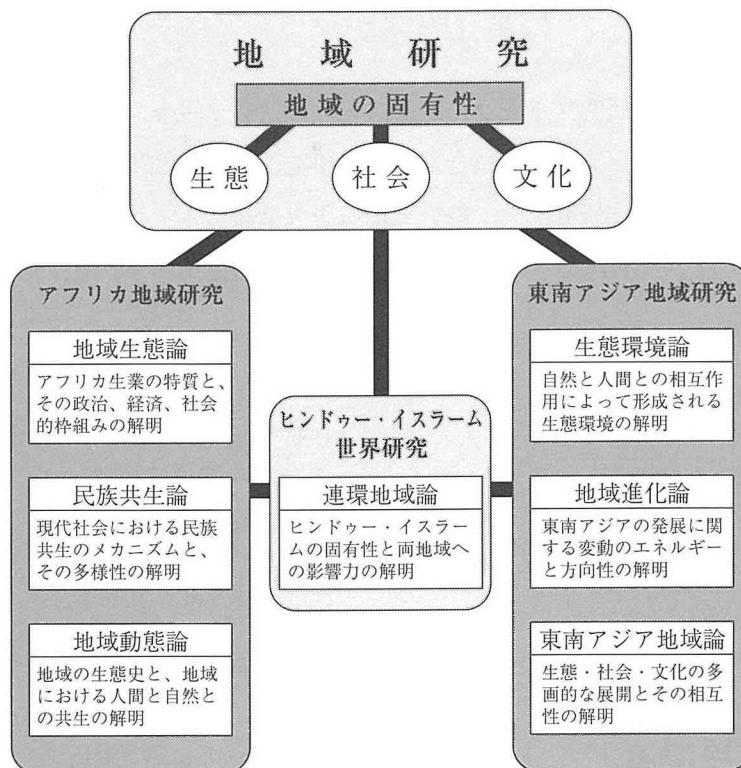 地域研究
地域の固有性
生態
社会
文化
アフリカ地域研究
地域生態論
アフリカ生業の特質と、
その政治、経済、社会
的枠組みの解明
民族共生論
現代社会における民族
共生のメカニズムと、
その多様性の解明
地域動態論
地域の生態史と、地域
における人間と自然と
の共生の解明
ヒンドゥー・イスラーム
世界研究
連環地域論
ヒンドゥー・イスラー
ムの固有性と両地域へ
の影響力の解明
東南アジア地域研究
生態環境論
自然と人間との相互作
用によって形成される
生態環境の解明
地域進化論
東南アジアの発展に関
する変動のエネルギー
と方向性の解明
東南アジア地域論
生態・社会・文化の多
画的な展開とその相互
性の解明